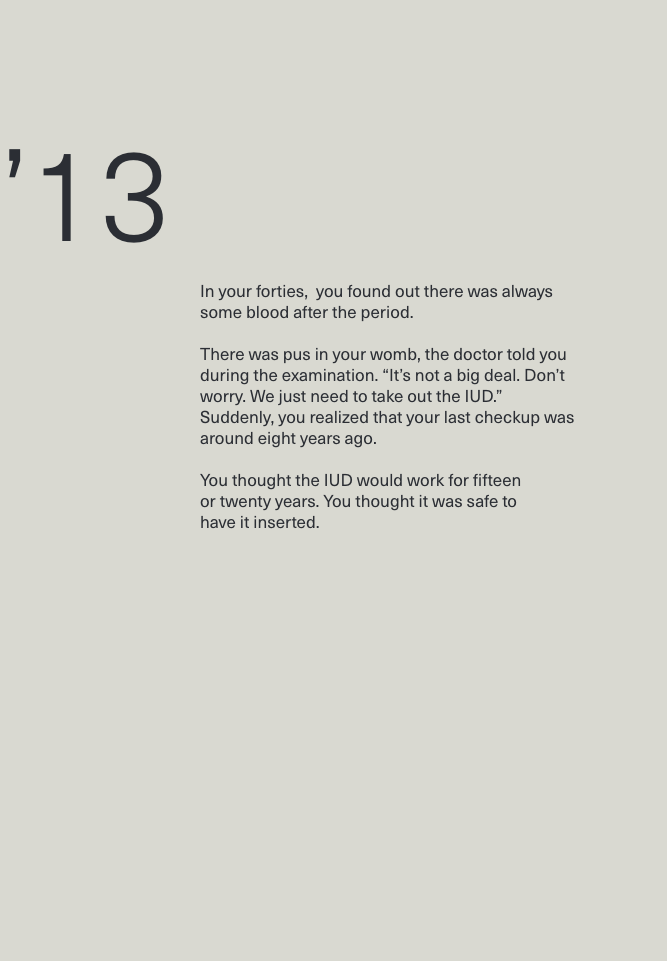 ’13
In your forties,  you found out there was always
some blood after the period.
There was pus in your womb, the doctor told you
during the examination. “It’s not a big deal. Don’t
worry. We just need to take out the IUD.”
Suddenly, you realized that your last checkup was
around eight years ago.
You thought the IUD would work for fifteen
or twenty years. You thought it was safe to
have it inserted.